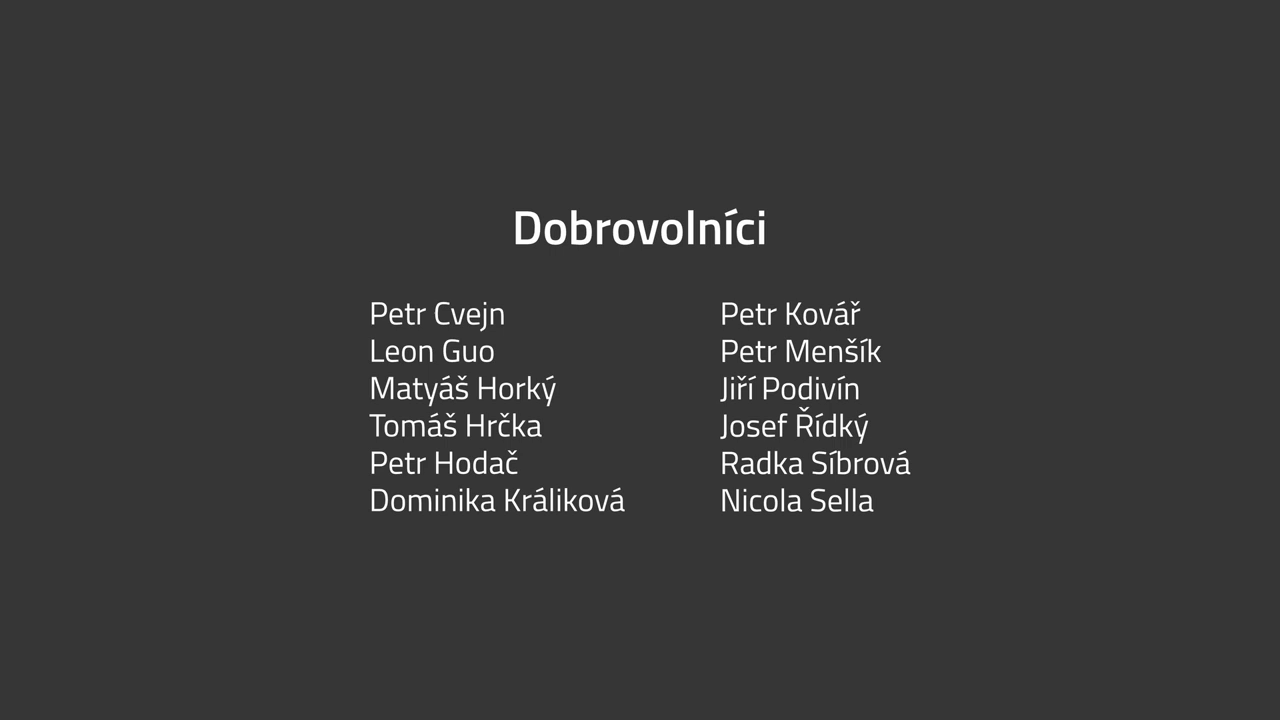 Dobrovolníci
Petr Cvejn
Leon Guo
Matyáš Horký
Tomáš Hrčka
Petr Hodač
Dominika Králiková
Petr Kovář
Petr Menšík
Jiří Podivín
Josef Řídký
Radka Síbrová
Nicola Sella